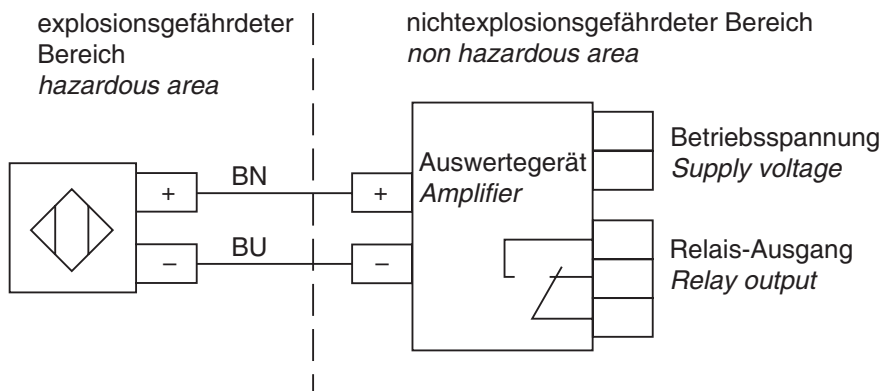 explosionsgefährdeter
Bereich
hazardous area
nichtexplosionsgefährdeter Bereich
non hazardous area
Auswertegerät
Amplifier
Betriebsspannung
Supply voltage
+
BN
+
–
BU
–
Relais-Ausgang
Relay output